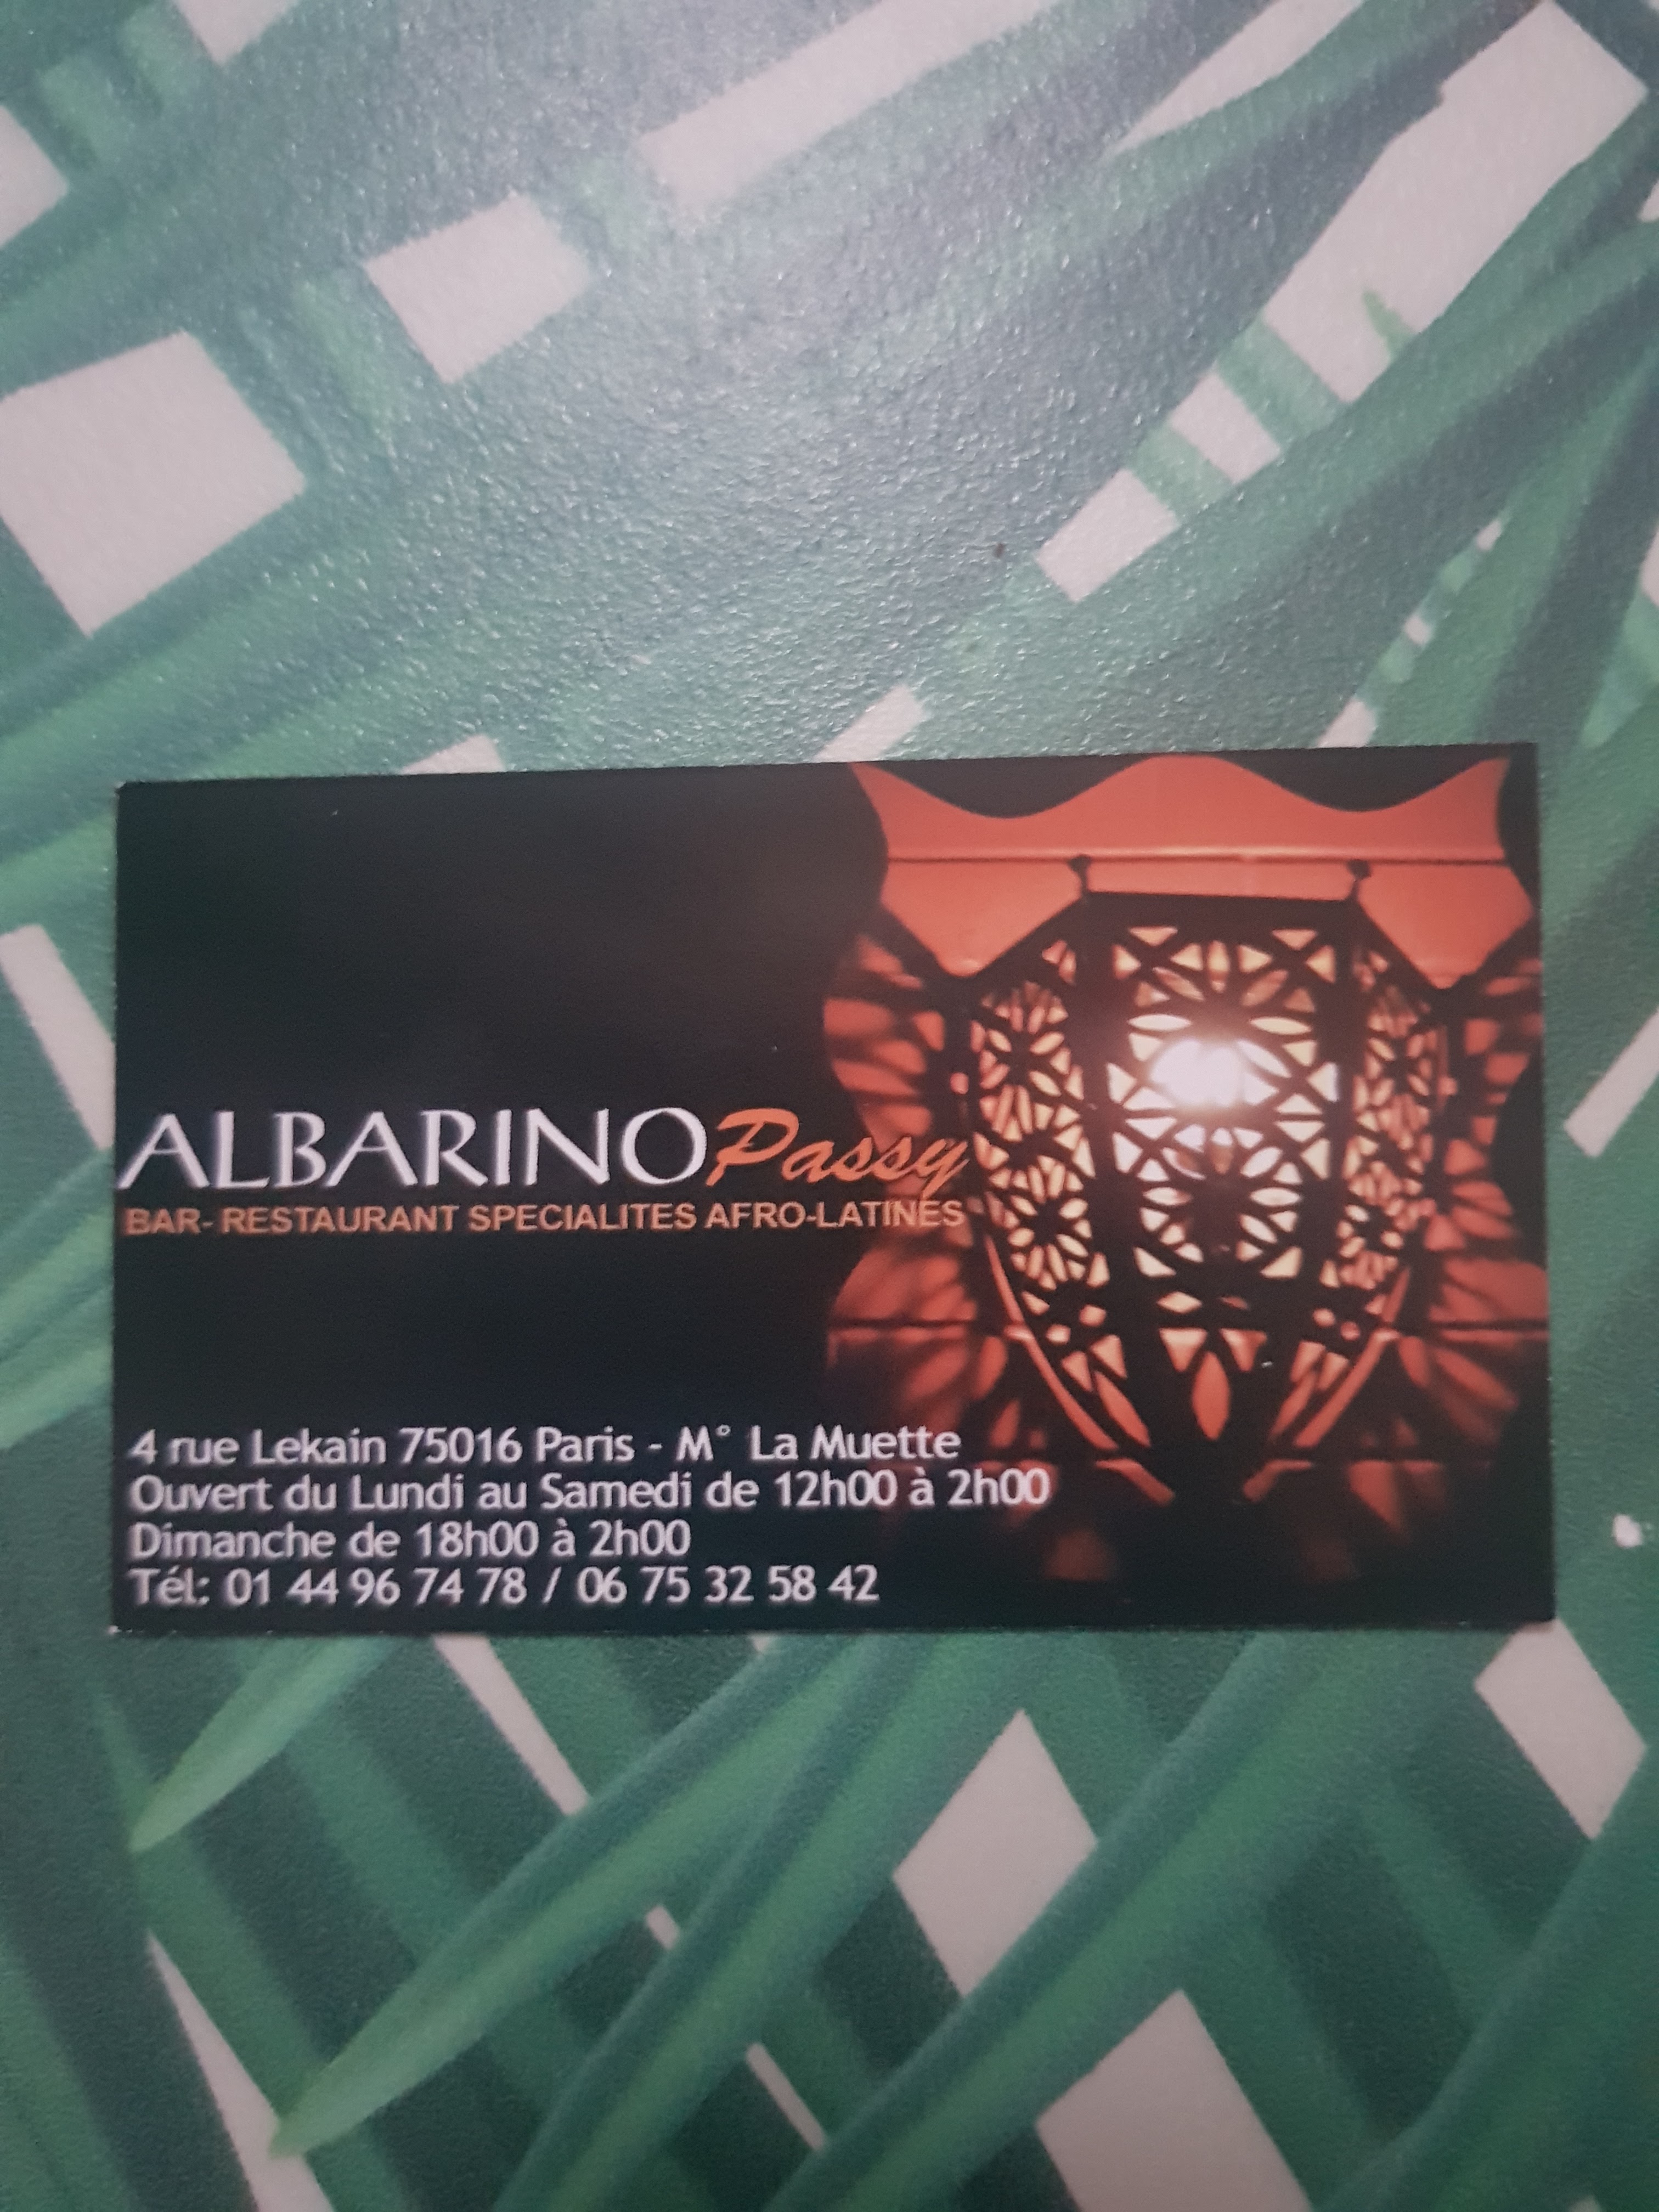 ALBARINO Passy
BAR- RESTAURANT SPECIALITES AFRO-LATINES
4 rue Lekain 75016 Paris - M° La Muette
Ouvert du Lundi au Samedi de 12h00 à 2h00
Dimanche de 18h00 à 2h00
Tél: 01 44 96 74 78 / 06 75 32 58 42